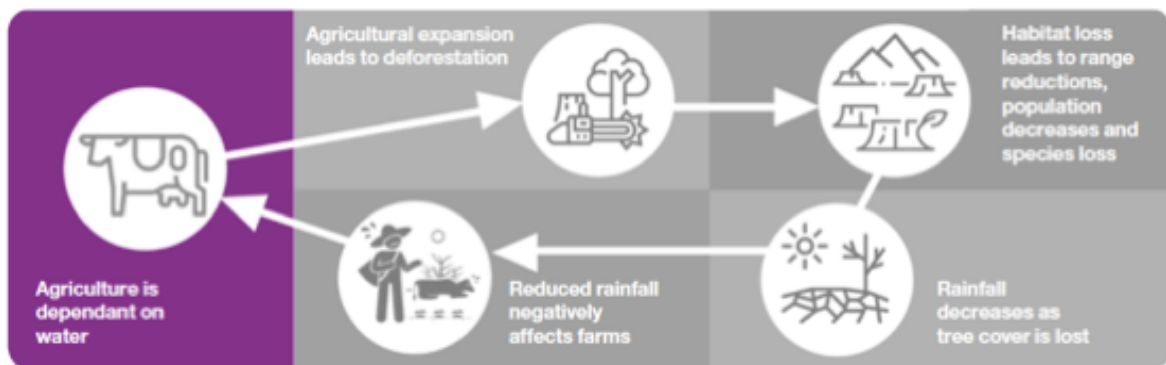 Agricultural expansion
leads to deforestation
Habitat loss
leads to range
reductions,
population
decreases and
species loss
Agriculture is
dependant on
water
Reduced rainfall
negatively
affects farms
Rainfall
decreases as
tree cover is lost